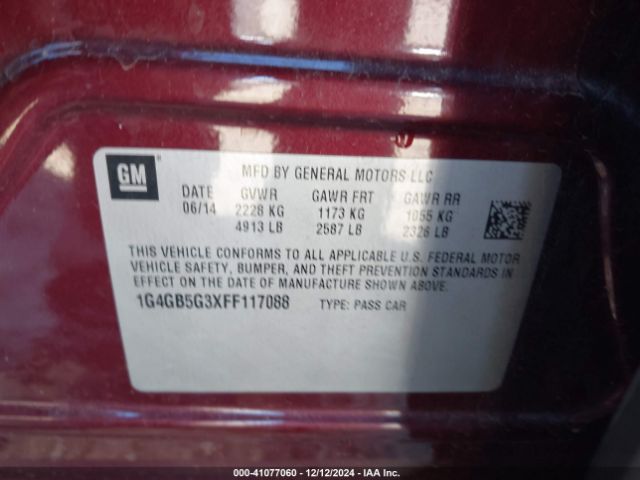 GM
MFD BY GENERAL MOTORS LLC
DATE GVWR GAWR FRT GAWR RR
06/14 2228 KG 1173 KG 1055 KG
4913 LB 2587 LB 2326 LB
THIS VEHICLE CONFORMS TO ALL APPLICABLE U.S. FEDERAL MOTOR
VEHICLE SAFETY, BUMPER, AND THEFT PREVENTION STANDARDS IN
EFFECT ON THE DATE OF MANUFACTURE SHOWN ABOVE.
1G4GB5G3XFF117088 TYPE: PASS CAR
000-41077060 - 12/12/2024 - IAA Inc.